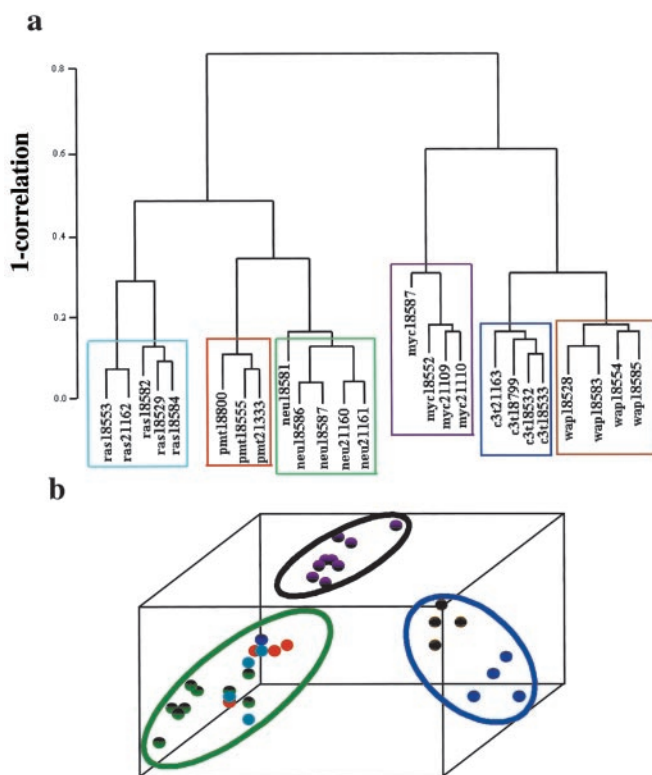 a
1-correlation
0.8
0.6
0.4
0.2
0.0
ras18553
ras21162
ras18582
ras18529
ras18584
pmt18800
pmt18555
pmt21333
neu18581
neu18586
neu18587
neu21160
neu21161
myc18587
myc18552
myc21109
myc21110
c3t21163
c3t18799
c3t18532
c3t18533
wap18528
wap18583
wap18554
wap18585
b